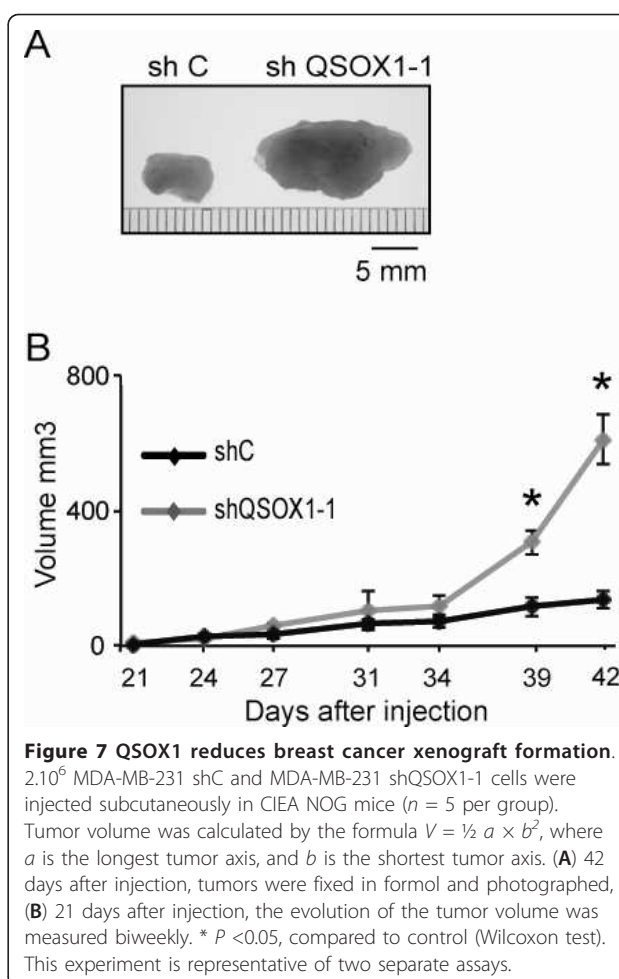 A
sh C sh QSOX1-1
5 mm
B
800
400
0
Volume mm3
shC
shQSOX1-1
*
*
21 24 27 31 34 39 42
Days after injection
Figure 7 QSOX1 reduces breast cancer xenograft formation.
2.10⁶ MDA-MB-231 shC and MDA-MB-231 shQSOX1-1 cells were
injected subcutaneously in CIEA NOG mice (n = 5 per group).
Tumor volume was calculated by the formula V = ½ a × b², where
a is the longest tumor axis, and b is the shortest tumor axis. (A) 42
days after injection, tumors were fixed in formol and photographed,
(B) 21 days after injection, the evolution of the tumor volume was
measured biweekly. * P <0.05, compared to control (Wilcoxon test).
This experiment is representative of two separate assays.